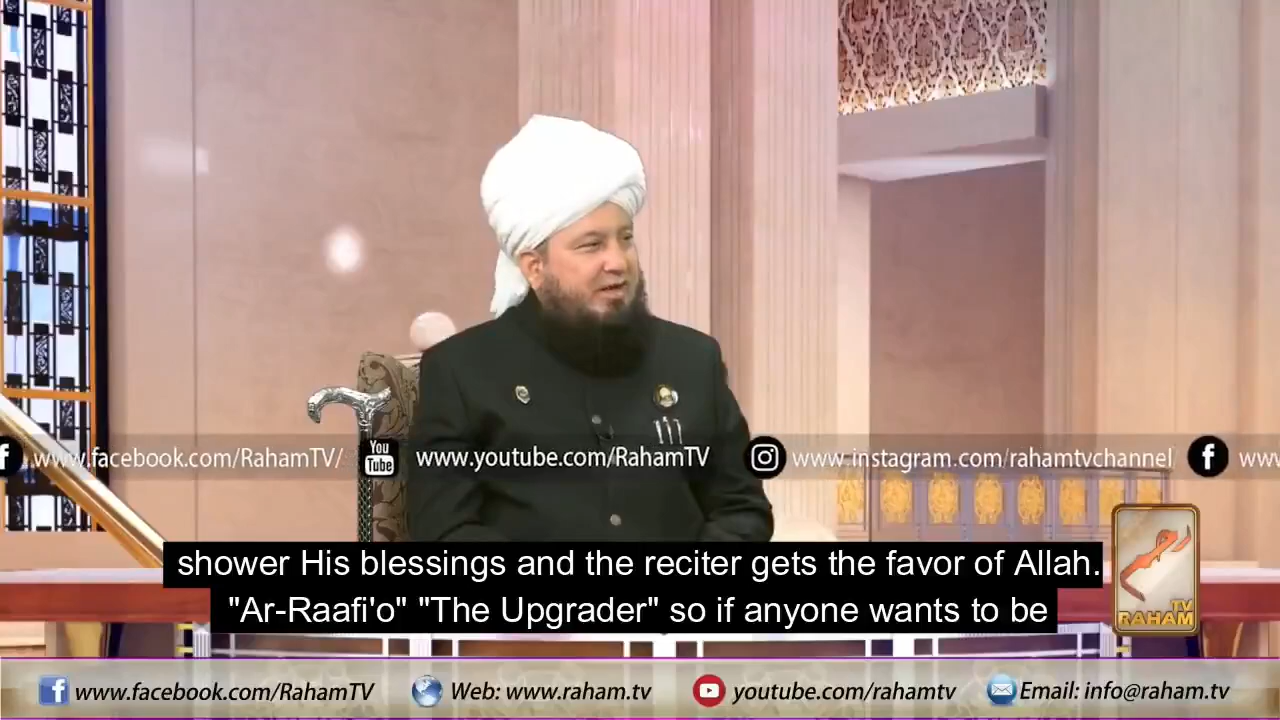 www.facebook.com/RahamTV/
You
Tube
www.youtube.com/RahamTV
www.instagram.com/rahamtvchannel
www
shower His blessings and the reciter gets the favor of Allah.
"Ar-Raafi'o" "The Upgrader" so if anyone wants to be
TV
RAHAM
www.facebook.com/RahamTV
Web: www.raham.tv
youtube.com/rahamtv
Email: info@raham.tv